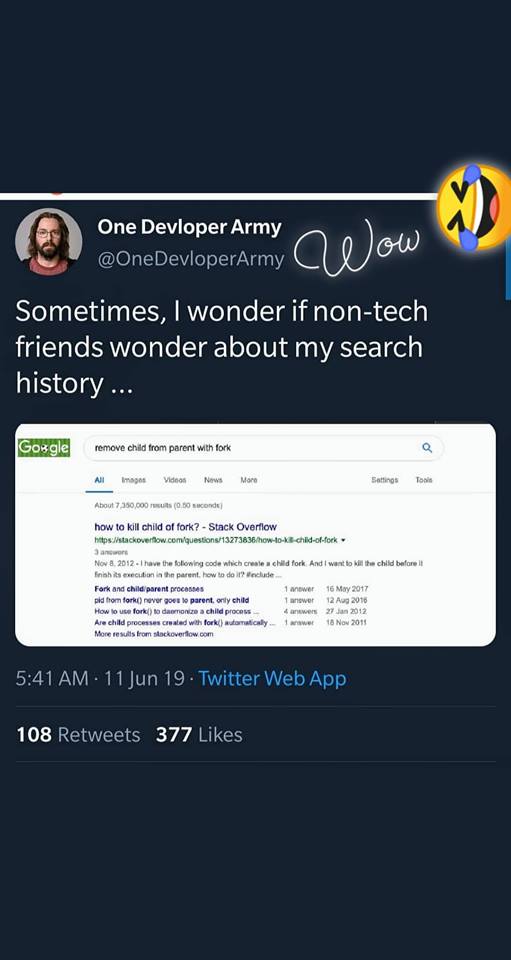 One Devloper Army
@OneDevloperArmy
Wow
Sometimes, I wonder if non-tech
friends wonder about my search
history ...
Google
remove child from parent with fork
All Images Videos News More Settings Tools
About 7,350,000 results (0.50 seconds)
how to kill child of fork? - Stack Overflow
https://stackoverflow.com/questions/13273836/how-to-kill-child-of-fork
3 answers
Nov 8, 2012 - I have the following code which create a child fork. And I want to kill the child before it
finish its execution in the parent. how to do it? #include ...
Fork and child/parent processes 1 answer 16 May 2017
pid from fork() never goes to parent, only child 1 answer 12 Aug 2016
How to use fork() to daemonize a child process ... 4 answers 27 Jan 2012
Are child processes created with fork() automatically ... 1 answer 18 Nov 2011
More results from stackoverflow.com
5:41 AM · 11 Jun 19 · Twitter Web App
108 Retweets 377 Likes